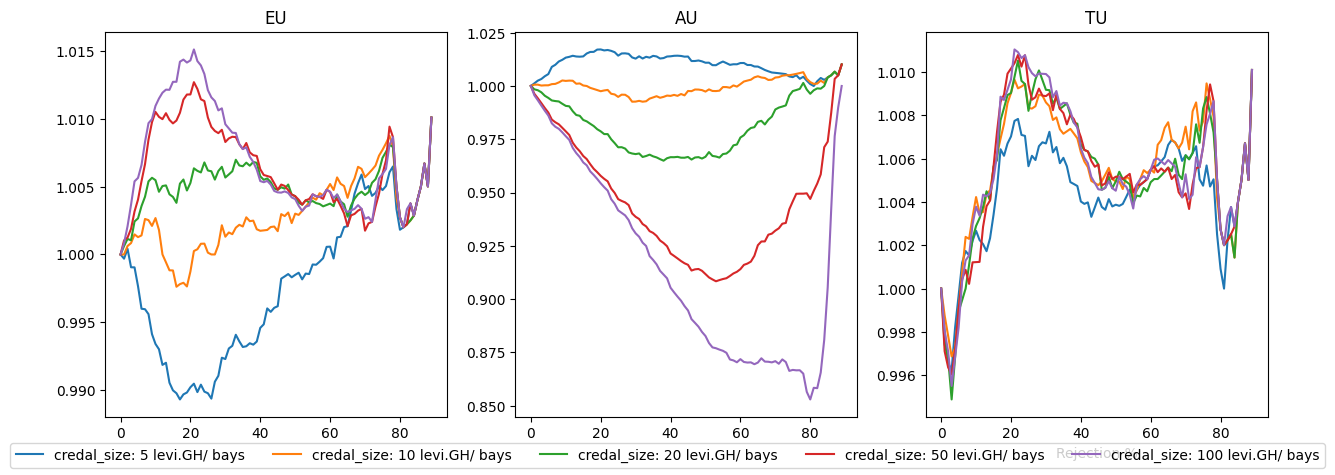 EU
AU
TU
1.015
1.010
1.005
1.000
0.995
0.990
0 20 40 60 80
1.025
1.000
0.975
0.950
0.925
0.900
0.875
0.850
0 20 40 60 80
1.010
1.008
1.006
1.004
1.002
1.000
0.998
0.996
0 20 40 60 80
credal_size: 5 levi.GH/ bays
credal_size: 10 levi.GH/ bays
credal_size: 20 levi.GH/ bays
credal_size: 50 levi.GH/ bays
credal_size: 100 levi.GH/ bays
Rejection